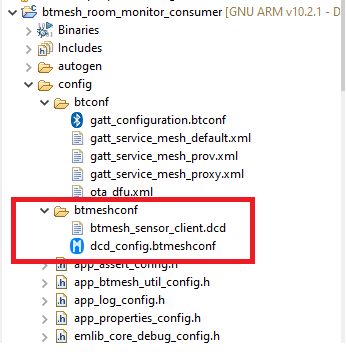 btmesh_room_monitor_consumer [GNU ARM v10.2.1 - D
Binaries
Includes
autogen
config
btconf
gatt_configuration.btconf
gatt_service_mesh_default.xml
gatt_service_mesh_prov.xml
gatt_service_mesh_proxy.xml
ota_dfu.xml
btmeshconf
btmesh_sensor_client.dcd
dcd_config.btmeshconf
app_assert_config.h
app_btmesh_util_config.h
app_log_config.h
app_properties_config.h
emlib_core_debug_config.h